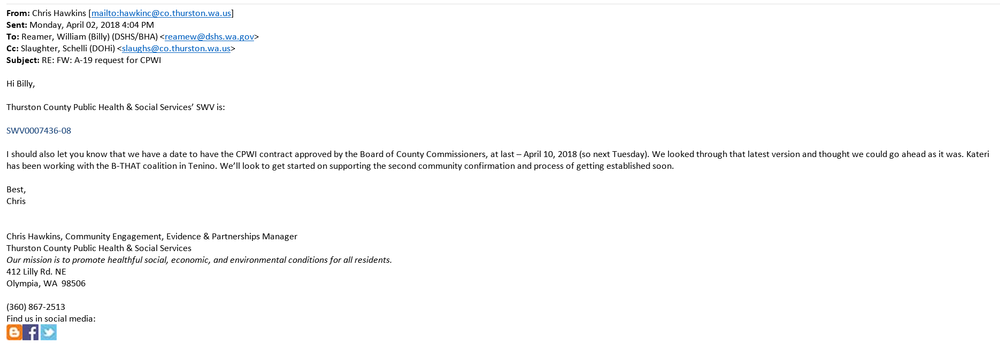 From: Chris Hawkins [mailto:hawkinc@co.thurston.wa.us]
Sent: Monday, April 02, 2018 4:04 PM
To: Reamer, William (Billy) (DSHS/BHA) <reamew@dshs.wa.gov>
Cc: Slaughter, Schelli (DOHi) <slaughs@co.thurston.wa.us>
Subject: RE: FW: A-19 request for CPWI
Hi Billy,
Thurston County Public Health & Social Services’ SWV is:
SWV0007436-08
I should also let you know that we have a date to have the CPWI contract approved by the Board of County Commissioners, at last – April 10, 2018 (so next Tuesday). We looked through that latest version and thought we could go ahead as it was. Kateri
has been working with the B-THAT coalition in Tenino. We’ll look to get started on supporting the second community confirmation and process of getting established soon.
Best,
Chris
Chris Hawkins, Community Engagement, Evidence & Partnerships Manager
Thurston County Public Health & Social Services
Our mission is to promote healthful social, economic, and environmental conditions for all residents.
412 Lilly Rd. NE
Olympia, WA  98506
(360) 867-2513
Find us in social media: